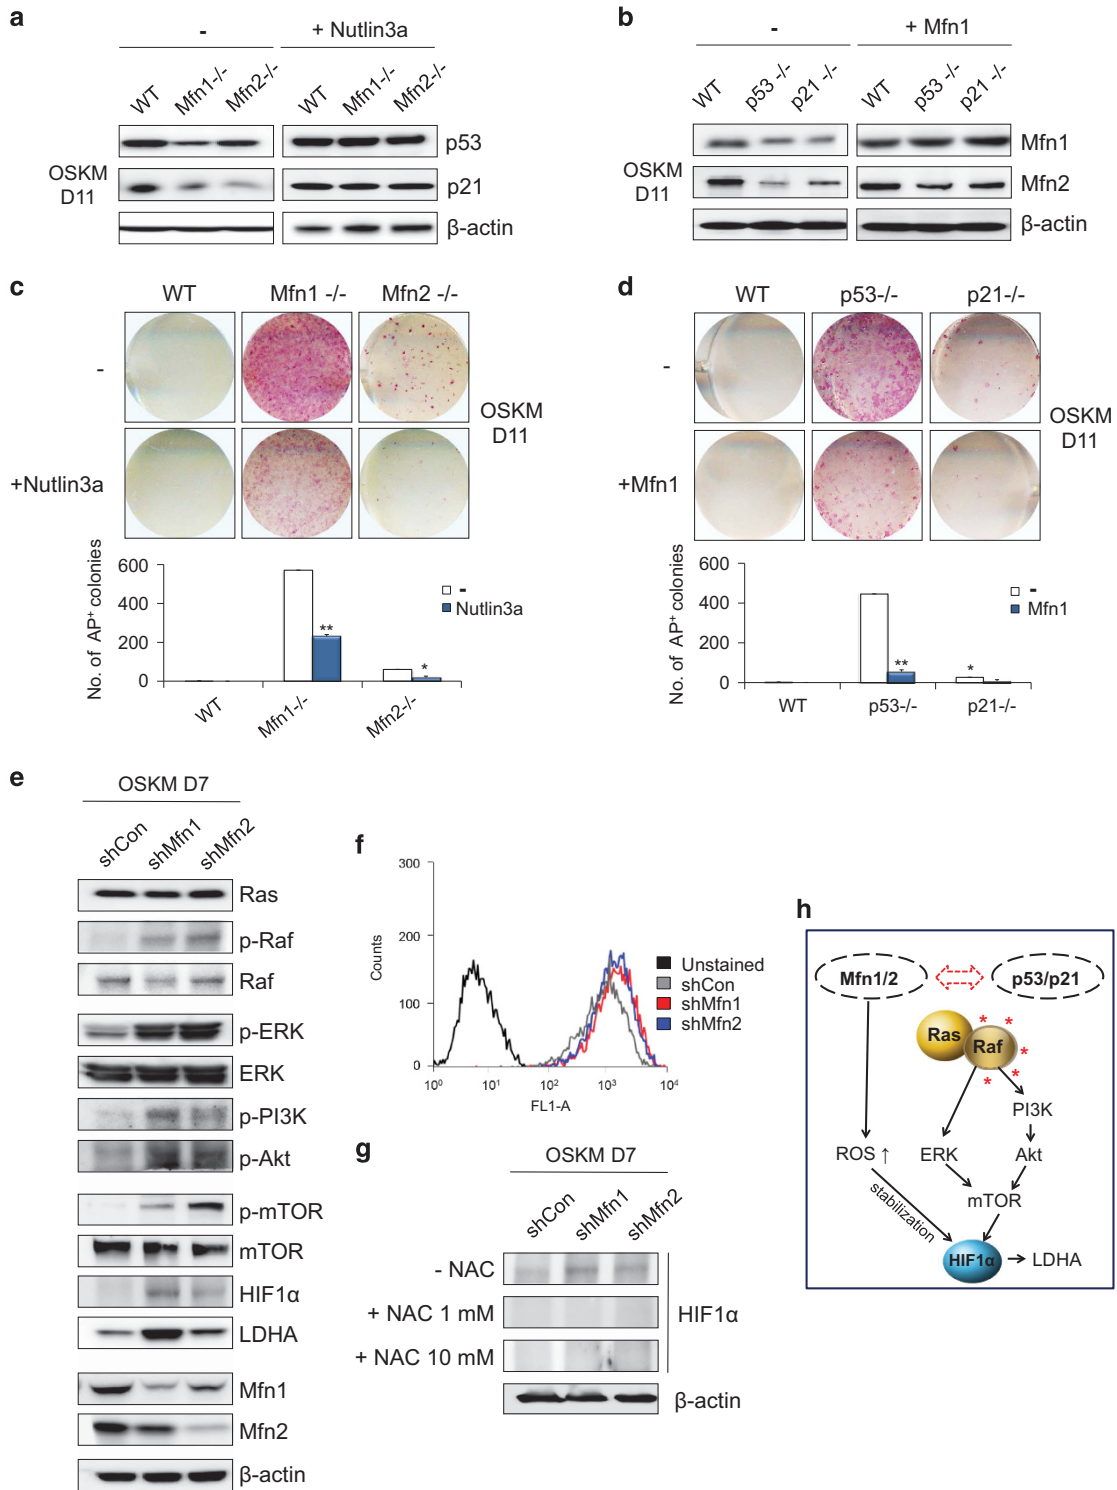 a
- + Nutlin3a
WT Mfn1-/- Mfn2-/- WT Mfn1-/- Mfn2-/-
OSKM D11
p53
p21
β-actin
b
- + Mfn1
WT p53 -/- p21 -/- WT p53 -/- p21 -/-
OSKM D11
Mfn1
Mfn2
β-actin
c
WT Mfn1 -/- Mfn2 -/-
-
OSKM D11
+Nutlin3a
No. of AP⁺ colonies
600
400
200
0
- 
Nutlin3a
**
*
WT Mfn1-/- Mfn2-/-
d
WT p53-/- p21-/-
-
OSKM D11
+Mfn1
No. of AP⁺ colonies
600
400
200
0
-
Mfn1
**
*
WT p53-/- p21-/-
e
OSKM D7
shCon shMfn1 shMfn2
Ras
p-Raf
Raf
p-ERK
ERK
p-PI3K
p-Akt
p-mTOR
mTOR
HIF1α
LDHA
Mfn1
Mfn2
β-actin
f
Counts
300
200
100
0
10⁰ 10¹ 10² 10³ 10⁴
FL1-A
Unstained
shCon
shMfn1
shMfn2
g
OSKM D7
shCon shMfn1 shMfn2
- NAC
+ NAC 1 mM
+ NAC 10 mM
HIF1α
β-actin
h
Mfn1/2 p53/p21
Ras Raf
* * * * *
PI3K
ROS ↑ ERK Akt
stabilization
mTOR
HIF1α → LDHA